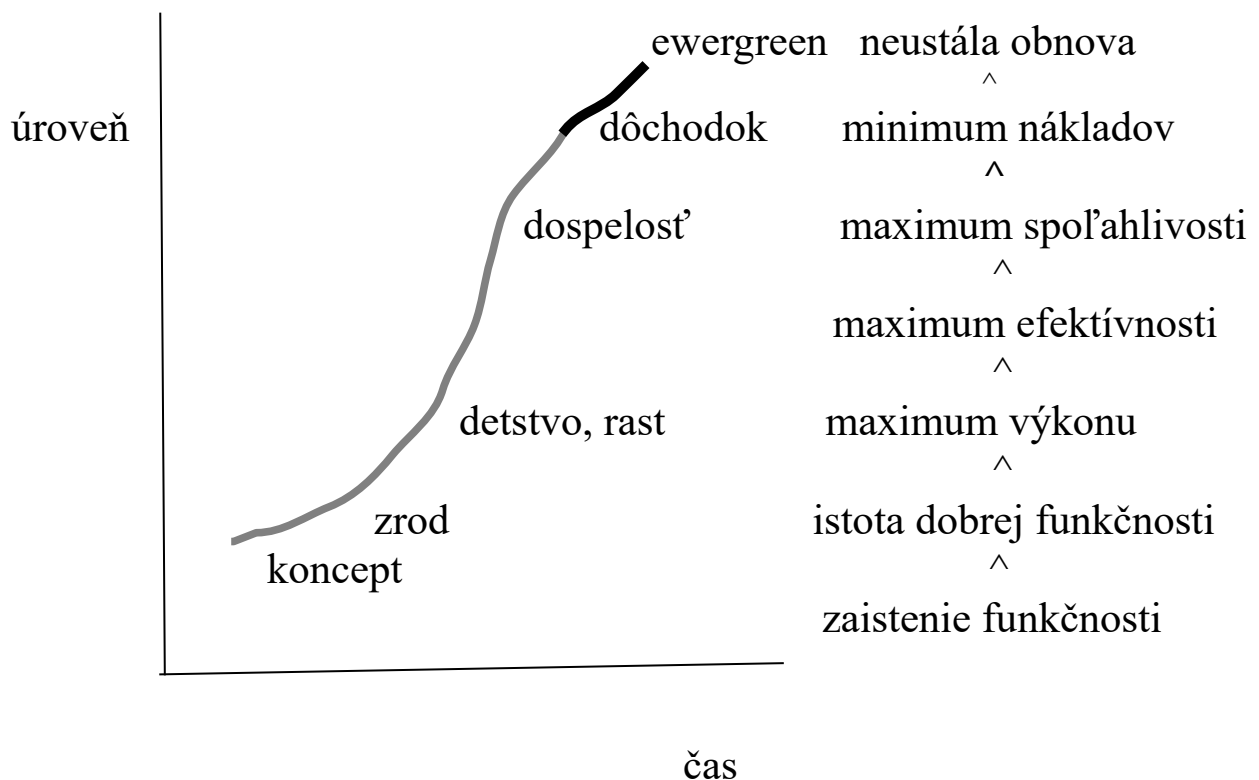 ewergreen neustála obnova
^
úroveň dôchodok minimum nákladov
^
dospelosť maximum spoľahlivosti
^
maximum efektívnosti
^
detstvo, rast maximum výkonu
^
zrod istota dobrej funkčnosti
^
koncept
zaistenie funkčnosti
čas